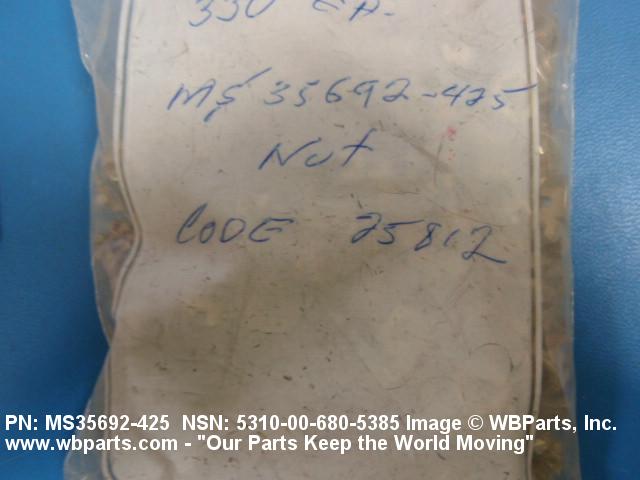 330 EA.
MS 35692-425
Nut
CODE 25812
PN: MS35692-425 NSN: 5310-00-680-5385 Image © WBParts, Inc.
www.wbparts.com - "Our Parts Keep the World Moving"